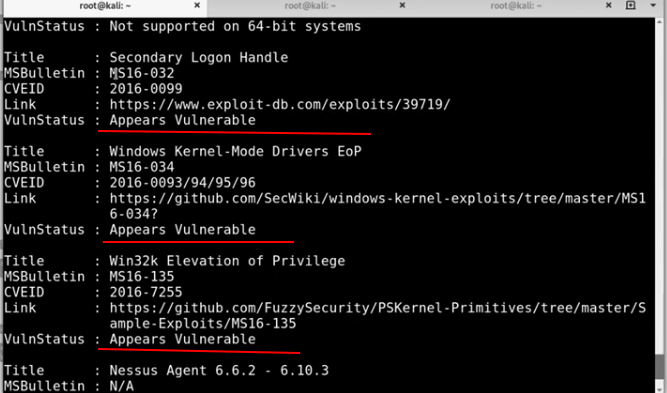 root@kali: ~ root@kali: ~ root@kali: ~
VulnStatus : Not supported on 64-bit systems
Title : Secondary Logon Handle
MSBulletin : MS16-032
CVEID : 2016-0099
Link : https://www.exploit-db.com/exploits/39719/
VulnStatus : Appears Vulnerable
Title : Windows Kernel-Mode Drivers EoP
MSBulletin : MS16-034
CVEID : 2016-0093/94/95/96
Link : https://github.com/SecWiki/windows-kernel-exploits/tree/master/MS1
6-034?
VulnStatus : Appears Vulnerable
Title : Win32k Elevation of Privilege
MSBulletin : MS16-135
CVEID : 2016-7255
Link : https://github.com/FuzzySecurity/PSKernel-Primitives/tree/master/S
ample-Exploits/MS16-135
VulnStatus : Appears Vulnerable
Title : Nessus Agent 6.6.2 - 6.10.3
MSBulletin : N/A